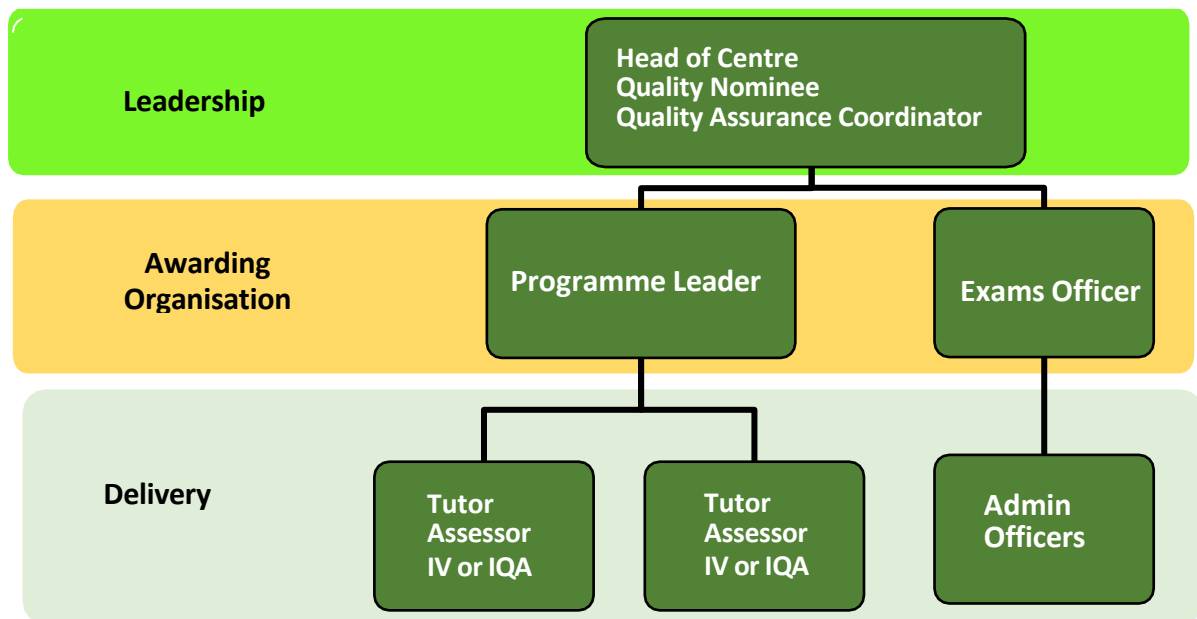 Leadership
Head of Centre
Quality Nominee
Quality Assurance Coordinator
Awarding
Organisation
Programme Leader
Exams Officer
Delivery
Tutor
Assessor
IV or IQA
Tutor
Assessor
IV or IQA
Admin
Officers